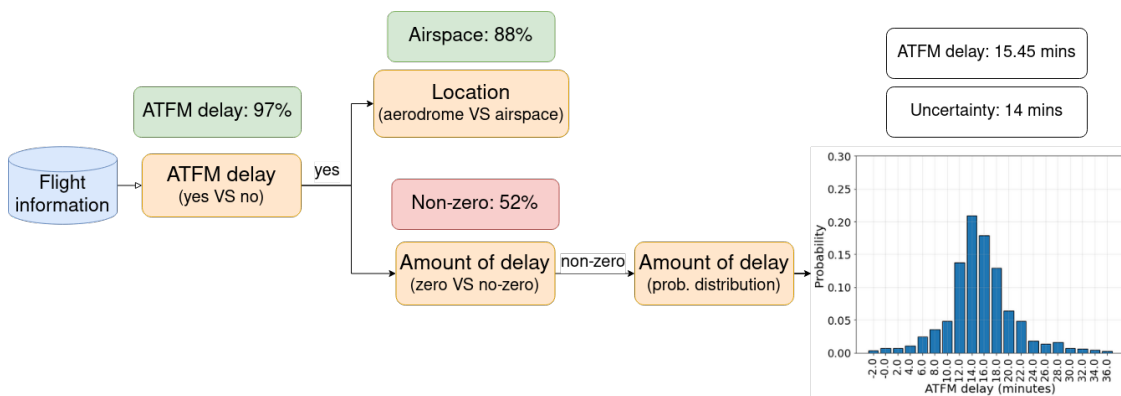 Airspace: 88%
Location
(aerodrome VS airspace)
ATFM delay: 97%
Flight
information
ATFM delay
(yes VS no)
yes
Non-zero: 52%
Amount of delay
(zero VS no-zero)
non-zero
Amount of delay
(prob. distribution)
ATFM delay: 15.45 mins
Uncertainty: 14 mins
Probability
0.30
0.25
0.20
0.15
0.10
0.05
0.00
-2.0
-0.0
2.0
4.0
6.0
8.0
10.0
12.0
14.0
16.0
18.0
20.0
22.0
24.0
26.0
28.0
30.0
32.0
34.0
36.0
ATFM delay (minutes)